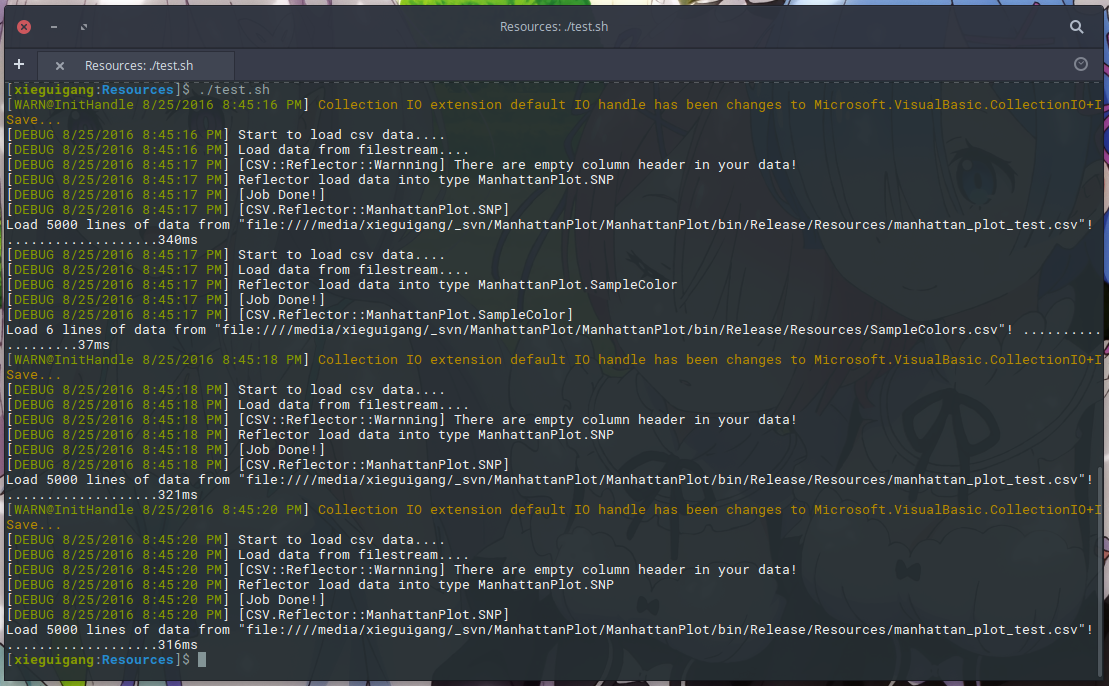 Resources: ./test.sh
Resources: ./test.sh
[xieguigang:Resources]$ ./test.sh
[WARN@InitHandle 8/25/2016 8:45:16 PM] Collection IO extension default IO handle has been changes to Microsoft.VisualBasic.CollectionIO+I
Save...
[DEBUG 8/25/2016 8:45:16 PM] Start to load csv data....
[DEBUG 8/25/2016 8:45:16 PM] Load data from filestream....
[DEBUG 8/25/2016 8:45:17 PM] [CSV::Reflector::Warnning] There are empty column header in your data!
[DEBUG 8/25/2016 8:45:17 PM] Reflector load data into type ManhattanPlot.SNP
[DEBUG 8/25/2016 8:45:17 PM] [Job Done!]
[DEBUG 8/25/2016 8:45:17 PM] [CSV.Reflector::ManhattanPlot.SNP]
Load 5000 lines of data from "file:////media/xieguigang/_svn/ManhattanPlot/ManhattanPlot/bin/Release/Resources/manhattan_plot_test.csv"!
...................340ms
[DEBUG 8/25/2016 8:45:17 PM] Start to load csv data....
[DEBUG 8/25/2016 8:45:17 PM] Load data from filestream....
[DEBUG 8/25/2016 8:45:17 PM] Reflector load data into type ManhattanPlot.SampleColor
[DEBUG 8/25/2016 8:45:17 PM] [Job Done!]
[DEBUG 8/25/2016 8:45:17 PM] [CSV.Reflector::ManhattanPlot.SampleColor]
Load 6 lines of data from "file:////media/xieguigang/_svn/ManhattanPlot/ManhattanPlot/bin/Release/Resources/SampleColors.csv"! ..........
.........37ms
[WARN@InitHandle 8/25/2016 8:45:18 PM] Collection IO extension default IO handle has been changes to Microsoft.VisualBasic.CollectionIO+I
Save...
[DEBUG 8/25/2016 8:45:18 PM] Start to load csv data....
[DEBUG 8/25/2016 8:45:18 PM] Load data from filestream....
[DEBUG 8/25/2016 8:45:18 PM] [CSV::Reflector::Warnning] There are empty column header in your data!
[DEBUG 8/25/2016 8:45:18 PM] Reflector load data into type ManhattanPlot.SNP
[DEBUG 8/25/2016 8:45:18 PM] [Job Done!]
[DEBUG 8/25/2016 8:45:18 PM] [CSV.Reflector::ManhattanPlot.SNP]
Load 5000 lines of data from "file:////media/xieguigang/_svn/ManhattanPlot/ManhattanPlot/bin/Release/Resources/manhattan_plot_test.csv"!
...................321ms
[WARN@InitHandle 8/25/2016 8:45:20 PM] Collection IO extension default IO handle has been changes to Microsoft.VisualBasic.CollectionIO+I
Save...
[DEBUG 8/25/2016 8:45:20 PM] Start to load csv data....
[DEBUG 8/25/2016 8:45:20 PM] Load data from filestream....
[DEBUG 8/25/2016 8:45:20 PM] [CSV::Reflector::Warnning] There are empty column header in your data!
[DEBUG 8/25/2016 8:45:20 PM] Reflector load data into type ManhattanPlot.SNP
[DEBUG 8/25/2016 8:45:20 PM] [Job Done!]
[DEBUG 8/25/2016 8:45:20 PM] [CSV.Reflector::ManhattanPlot.SNP]
Load 5000 lines of data from "file:////media/xieguigang/_svn/ManhattanPlot/ManhattanPlot/bin/Release/Resources/manhattan_plot_test.csv"!
...................316ms
[xieguigang:Resources]$